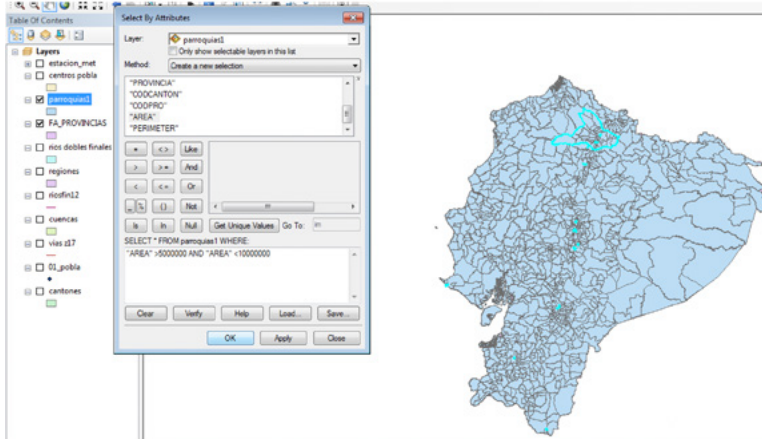 Table Of Contents
Layers
estacion_met
centros pobla
parroquias1
FA_PROVINCIAS
rios dobles finales
regiones
riosfin12
cuencas
vias z17
01_pobla
cantones
Select By Attributes
Layer: parroquias1
Only show selectable layers in this list
Method: Create a new selection
"PROVINCIA"
"CODCANTON"
"CODPRO"
"AREA"
"PERIMETER"
= < > Like
> > = And
< < = Or
_ % ( ) Not
Is In Null Get Unique Values Go To:
SELECT * FROM parroquias1 WHERE:
"AREA" >5000000 AND "AREA" <10000000
Clear Verify Help Load... Save...
OK Apply Close